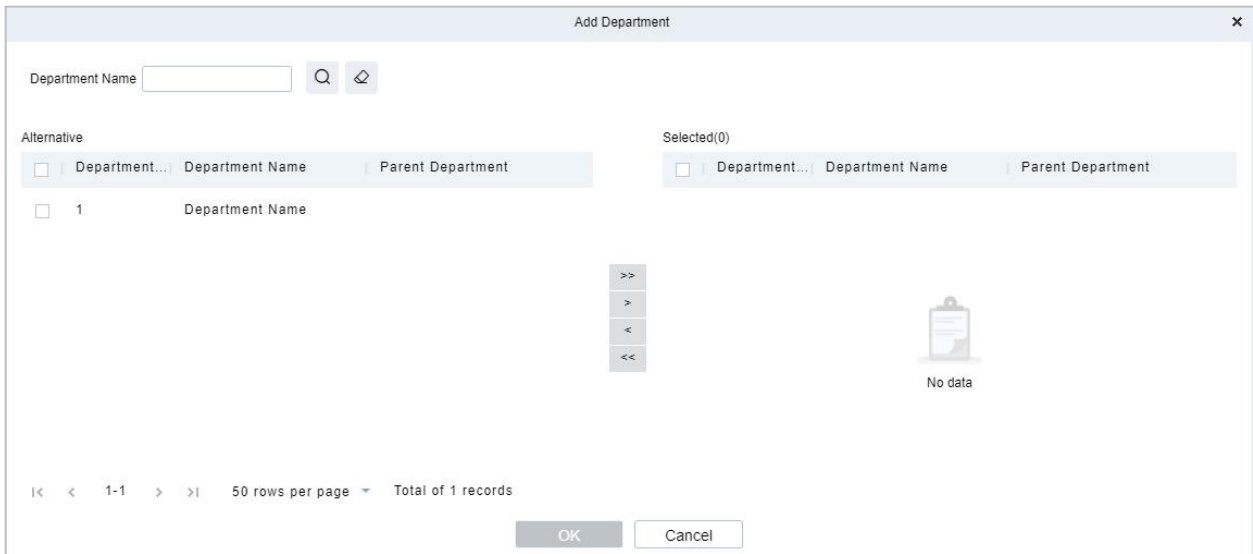 Add Department
Department Name
Alternative
Selected(0)
Department... Department Name Parent Department
Department... Department Name Parent Department
1 Department Name
>>
>
<
<<
No data
1-1 50 rows per page Total of 1 records
OK Cancel